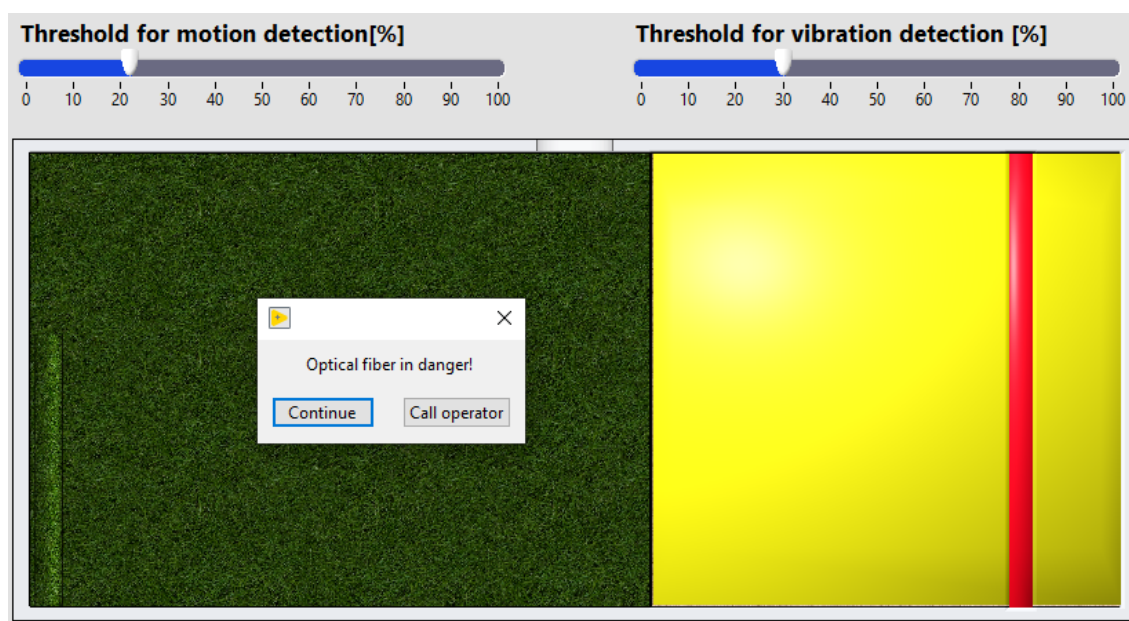 Threshold for motion detection[%]
Threshold for vibration detection [%]
0 10 20 30 40 50 60 70 80 90 100
0 10 20 30 40 50 60 70 80 90 100
Optical fiber in danger!
Continue
Call operator